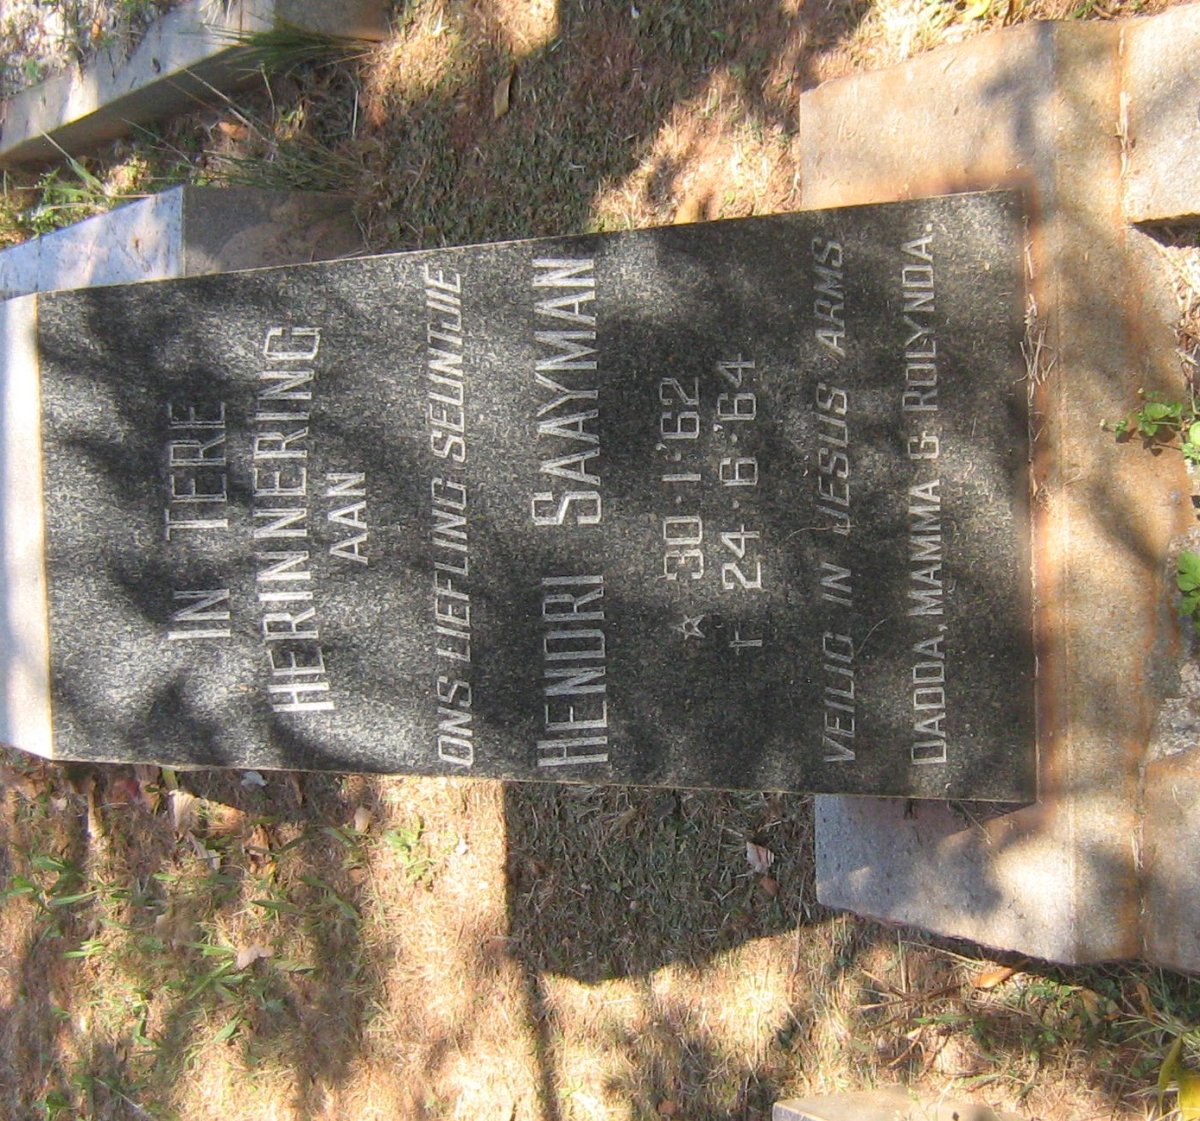 IN TERE
HERINNERING
AAN
ONS LIEFLING SEUNTJIE
HENDRI SAAYMAN
☆ 30·1·'62
† 24·6·'64
VEILIG IN JESUS ARMS
DADDA, MAMMA & ROLYNDA.